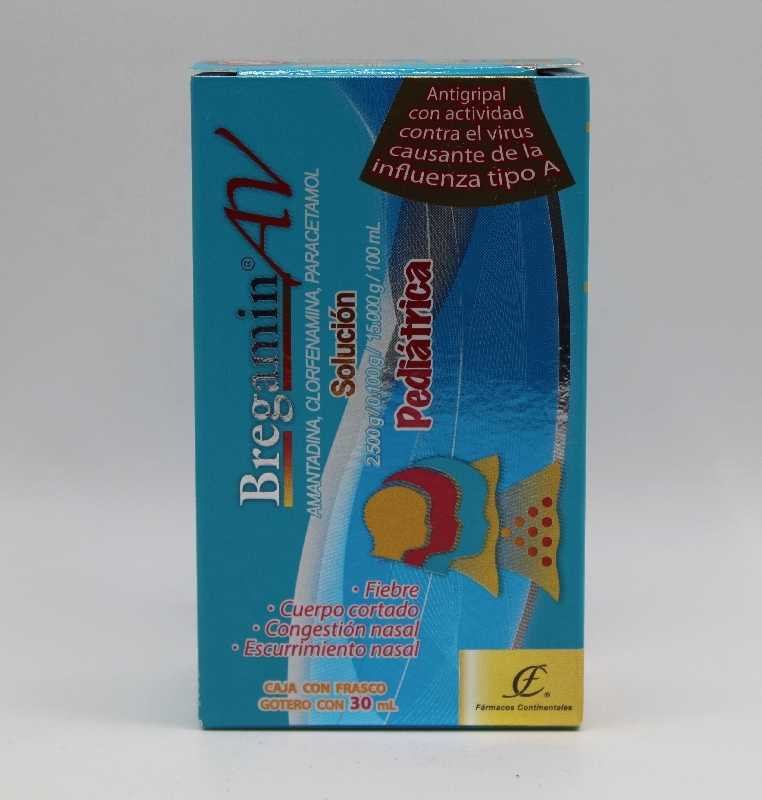 Antigripal
con actividad
contra el virus
causante de la
influenza tipo A
Bregamin® AV
AMANTADINA, CLORFENAMINA, PARACETAMOL
Solución
2.500 g / 0.100 g / 15.000 g / 100 mL
Pediátrica
· Fiebre
· Cuerpo cortado
· Congestión nasal
· Escurrimiento nasal
CAJA CON FRASCO
GOTERO CON 30 mL
Fármacos Continentales